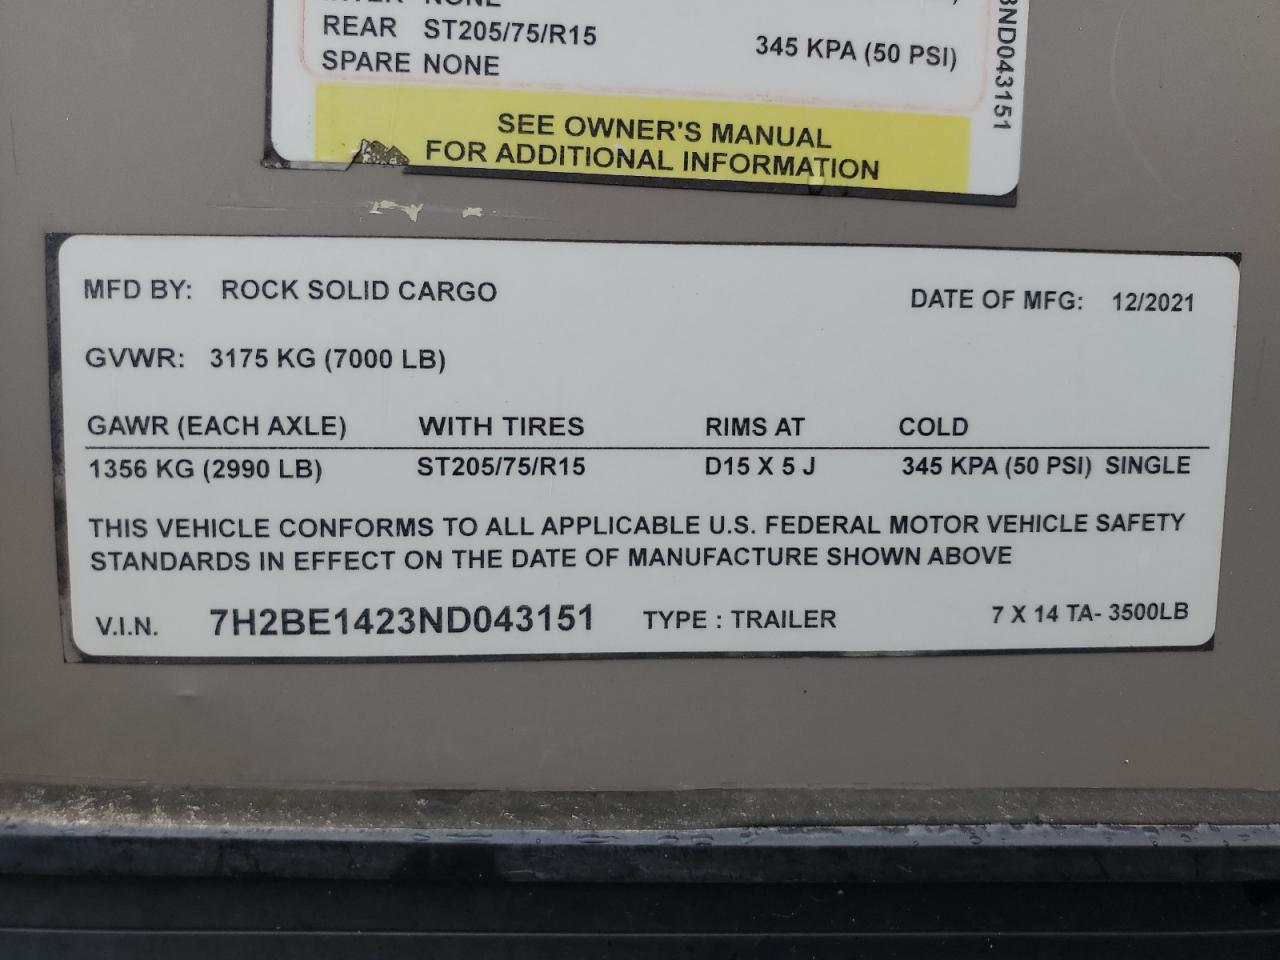 NONE
REAR ST205/75/R15 345 KPA (50 PSI)
SPARE NONE
SEE OWNER'S MANUAL
FOR ADDITIONAL INFORMATION
3ND043151
MFD BY: ROCK SOLID CARGO DATE OF MFG: 12/2021
GVWR: 3175 KG (7000 LB)
GAWR (EACH AXLE) WITH TIRES RIMS AT COLD
1356 KG (2990 LB) ST205/75/R15 D15 X 5 J 345 KPA (50 PSI) SINGLE
THIS VEHICLE CONFORMS TO ALL APPLICABLE U.S. FEDERAL MOTOR VEHICLE SAFETY
STANDARDS IN EFFECT ON THE DATE OF MANUFACTURE SHOWN ABOVE
V.I.N. 7H2BE1423ND043151 TYPE : TRAILER 7 X 14 TA- 3500LB